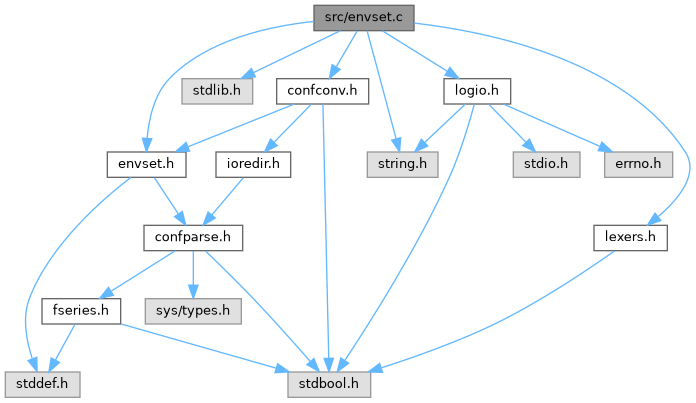 src/envset.c
stdlib.h
confconv.h
logio.h
envset.h
ioredir.h
string.h
stdio.h
errno.h
confparse.h
lexers.h
fseries.h
sys/types.h
stddef.h
stdbool.h